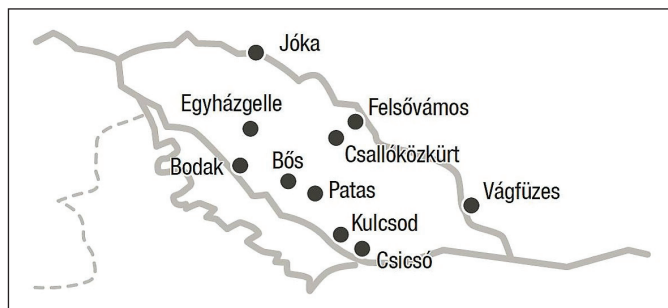 Jóka
Egyházgelle
Felsővámos
Csallóközkürt
Bodak
Bős
Patas
Vágfüzes
Kulcsod
Csicsó